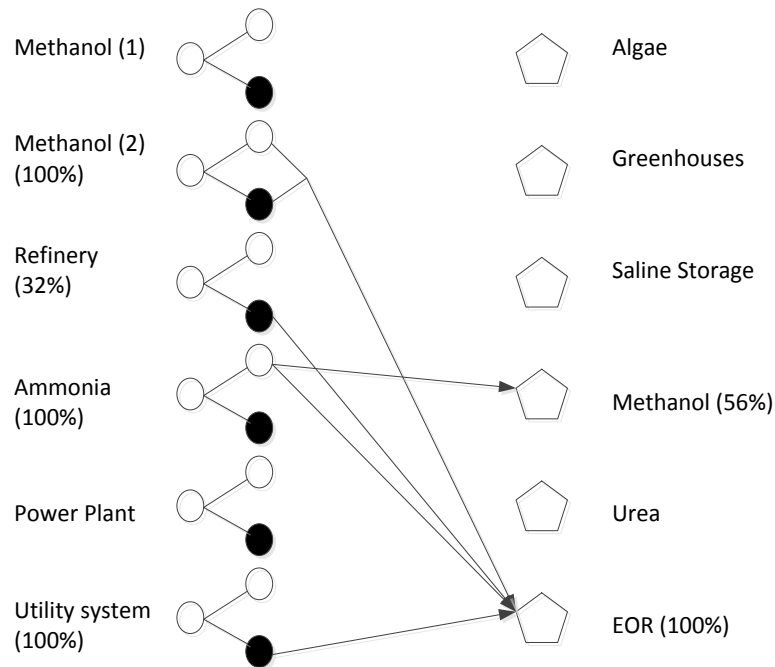 Methanol (1)
Methanol (2)
(100%)
Refinery
(32%)
Ammonia
(100%)
Power Plant
Utility system
(100%)
Algae
Greenhouses
Saline Storage
Methanol (56%)
Urea
EOR (100%)